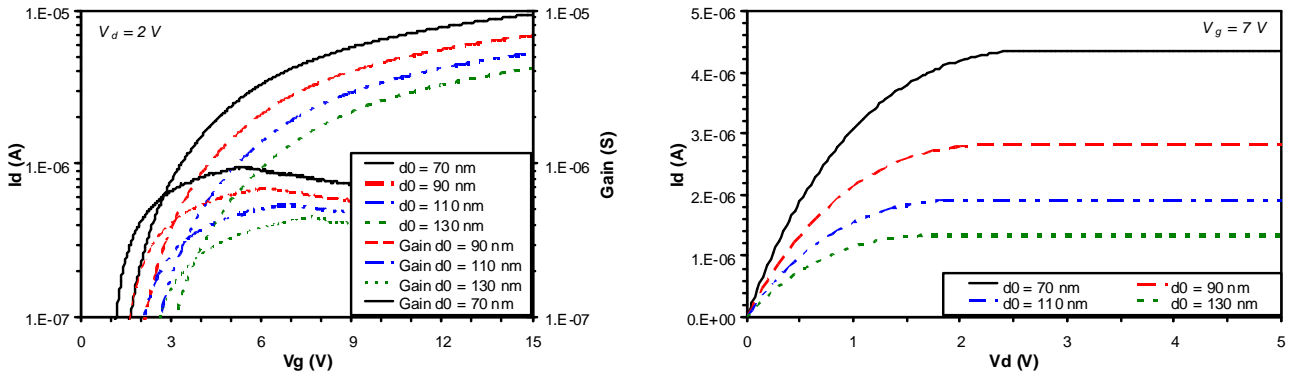 1.E-05
1.E-06
1.E-07
Id (A)
V d = 2 V
1.E-05
1.E-06
1.E-07
Gain (S)
d0 = 70 nm
d0 = 90 nm
d0 = 110 nm
d0 = 130 nm
Gain d0 = 90 nm
Gain d0 = 110 nm
Gain d0 = 130 nm
Gain d0 = 70 nm
0 3 6 9 12 15
Vg (V)
5.E-06
4.E-06
3.E-06
2.E-06
1.E-06
0.E+00
Id (A)
V g = 7 V
d0 = 70 nm d0 = 90 nm
d0 = 110 nm d0 = 130 nm
0 1 2 3 4 5
Vd (V)